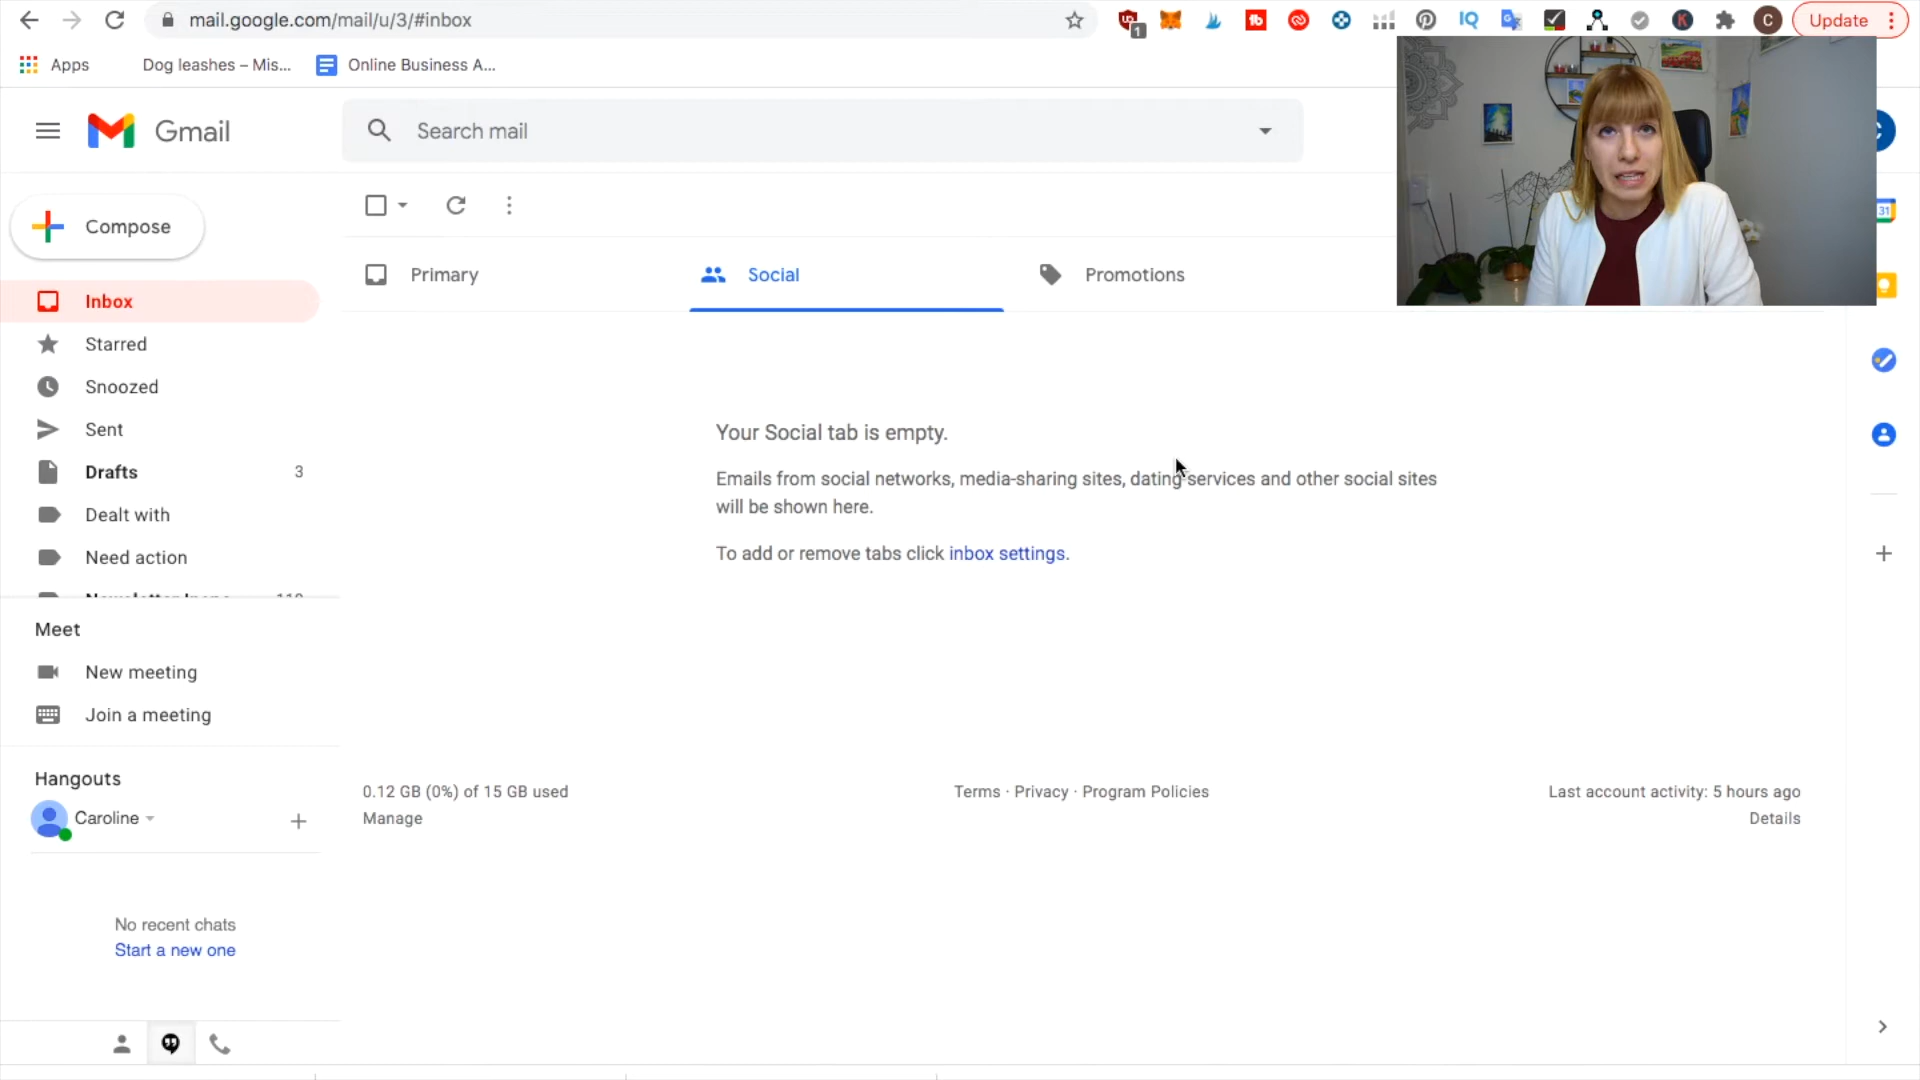 mail.google.com/mail/u/3/#inbox
1
tb
IQ
K
C
Update
Apps
Dog leashes – Mis...
Online Business A...
Gmail
Search mail
Compose
31
Primary
Social
Promotions
Inbox
Starred
Snoozed
Sent
Drafts 3
Dealt with
Need action
Your Social tab is empty.
Emails from social networks, media-sharing sites, dating services and other social sites
will be shown here.
To add or remove tabs click inbox settings.
Meet
New meeting
Join a meeting
Hangouts
Caroline
0.12 GB (0%) of 15 GB used
Manage
Terms · Privacy · Program Policies
Last account activity: 5 hours ago
Details
No recent chats
Start a new one